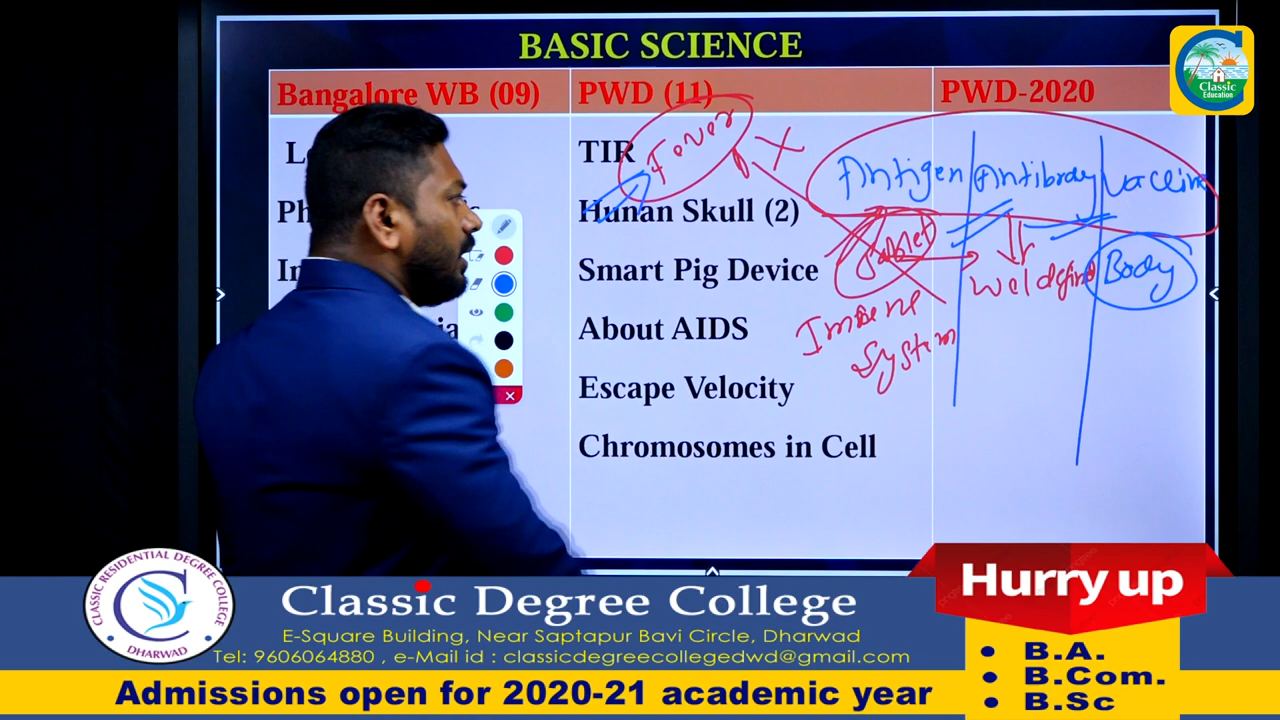 BASIC SCIENCE
Classic
Education
Bangalore WB (09)
PWD (11)
PWD-2020
TIR
Hunan Skull (2)
Smart Pig Device
About AIDS
Escape Velocity
Chromosomes in Cell
Fever
X
Antigen
Antibody
Vaccine
Tablet
Body
System
CLASSIC RESIDENTIAL DEGREE COLLEGE
DHARWAD
Classic Degree College
E-Square Building, Near Saptapur Bavi Circle, Dharwad
Tel: 9606064880 , e-Mail id : classicdegreecollegedwd@gmail.com
Admissions open for 2020-21 academic year
Hurry up
• B.A.
• B.Com.
• B.Sc